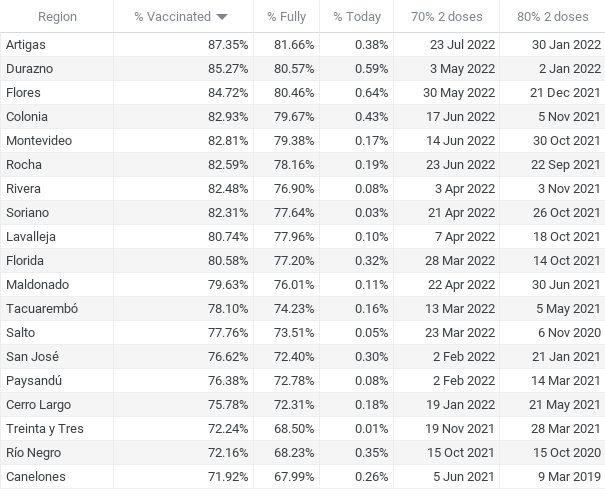 Region % Vaccinated % Fully % Today 70% 2 doses 80% 2 doses
Artigas 87.35% 81.66% 0.38% 23 Jul 2022 30 Jan 2022
Durazno 85.27% 80.57% 0.59% 3 May 2022 2 Jan 2022
Flores 84.72% 80.46% 0.64% 30 May 2022 21 Dec 2021
Colonia 82.93% 79.67% 0.43% 17 Jun 2022 5 Nov 2021
Montevideo 82.81% 79.38% 0.17% 14 Jun 2022 30 Oct 2021
Rocha 82.59% 78.16% 0.19% 23 Jun 2022 22 Sep 2021
Rivera 82.48% 76.90% 0.08% 3 Apr 2022 3 Nov 2021
Soriano 82.31% 77.64% 0.03% 21 Apr 2022 26 Oct 2021
Lavalleja 80.74% 77.96% 0.10% 7 Apr 2022 18 Oct 2021
Florida 80.58% 77.20% 0.32% 28 Mar 2022 14 Oct 2021
Maldonado 79.63% 76.01% 0.11% 22 Apr 2022 30 Jun 2021
Tacuarembó 78.10% 74.23% 0.16% 13 Mar 2022 5 May 2021
Salto 77.76% 73.51% 0.05% 23 Mar 2022 6 Nov 2020
San José 76.62% 72.40% 0.30% 2 Feb 2022 21 Jan 2021
Paysandú 76.38% 72.78% 0.08% 2 Feb 2022 14 Mar 2021
Cerro Largo 75.78% 72.31% 0.18% 19 Jan 2022 21 May 2021
Treinta y Tres 72.24% 68.50% 0.01% 19 Nov 2021 28 Mar 2021
Río Negro 72.16% 68.23% 0.35% 15 Oct 2021 15 Oct 2020
Canelones 71.92% 67.99% 0.26% 5 Jun 2021 9 Mar 2019